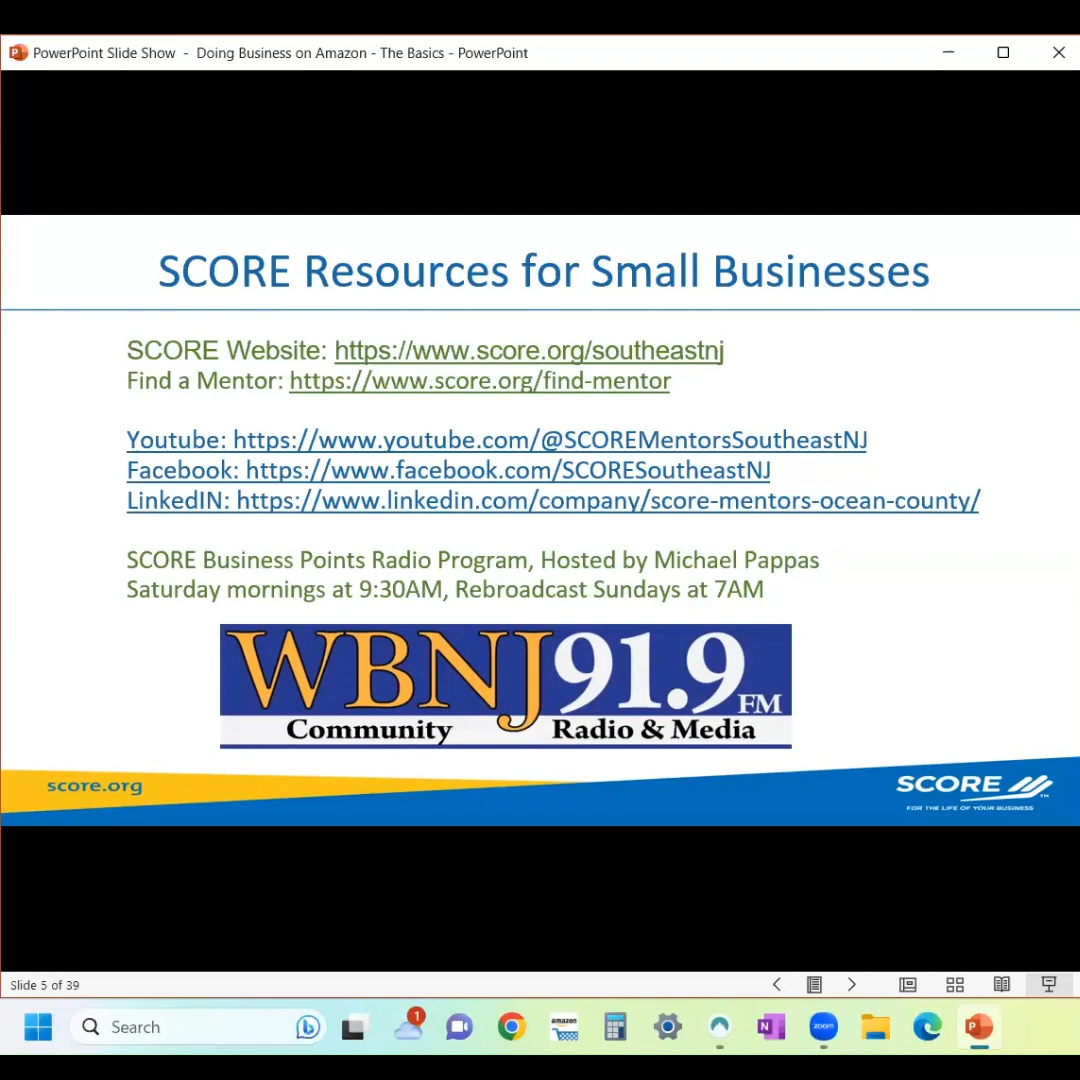 PowerPoint Slide Show - Doing Business on Amazon - The Basics - PowerPoint
SCORE Resources for Small Businesses
SCORE Website: https://www.score.org/southeastnj
Find a Mentor: https://www.score.org/find-mentor
Youtube: https://www.youtube.com/@SCOREMentorsSoutheastNJ
Facebook: https://www.facebook.com/SCORESoutheastNJ
LinkedIN: https://www.linkedin.com/company/score-mentors-ocean-county/
SCORE Business Points Radio Program, Hosted by Michael Pappas
Saturday mornings at 9:30AM, Rebroadcast Sundays at 7AM
WBNJ 91.9 FM
Community Radio & Media
score.org
SCORE
TM
FOR THE LIFE OF YOUR BUSINESS
Slide 5 of 39
Search
1
amazon
N
zoom
P